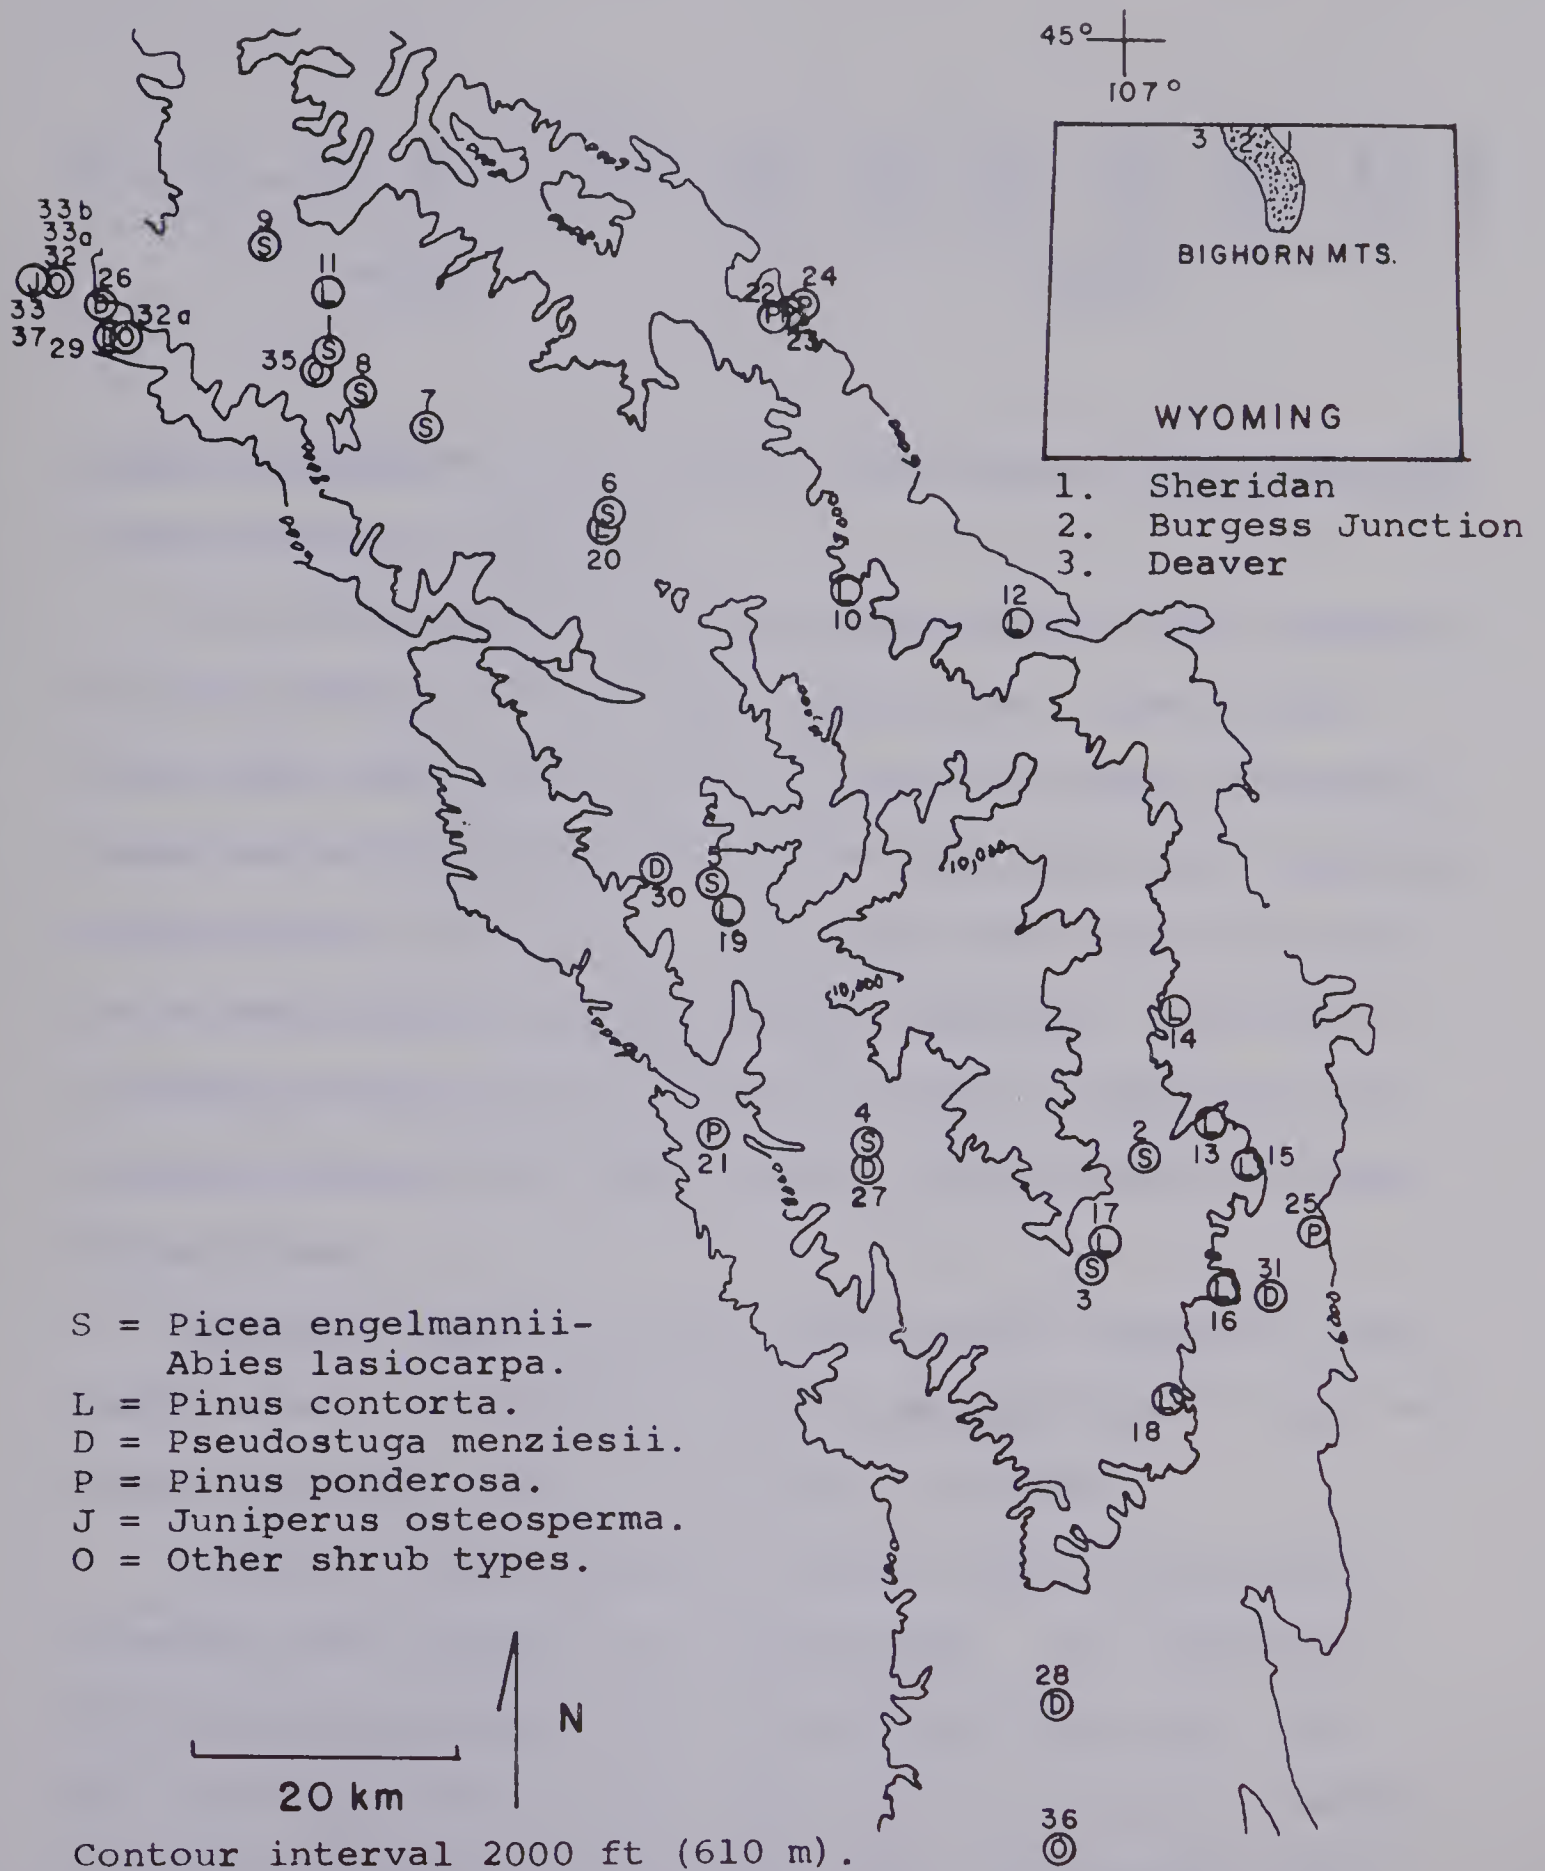 45°
107°
3 2 1
BIGHORN MTS.
WYOMING
1. Sheridan
2. Burgess Junction
3. Deaver
33b
33a
32
26
33
37
29
32a
J
O
D
O
9
S
11
L
1
S
35
O
8
S
7
S
22
24
P
P
23
6
S
L
20
L
10
12
L
D
30
5
S
L
19
10,000
10,000
L
14
P
21
4
S
D
27
2
S
L
13
L
15
25
P
17
L
S
3
L
16
31
D
L
18
S = Picea engelmannii-
Abies lasiocarpa.
L = Pinus contorta.
D = Pseudostuga menziesii.
P = Pinus ponderosa.
J = Juniperus osteosperma.
O = Other shrub types.
N
20 km
28
D
36
O
Contour interval 2000 ft (610 m).